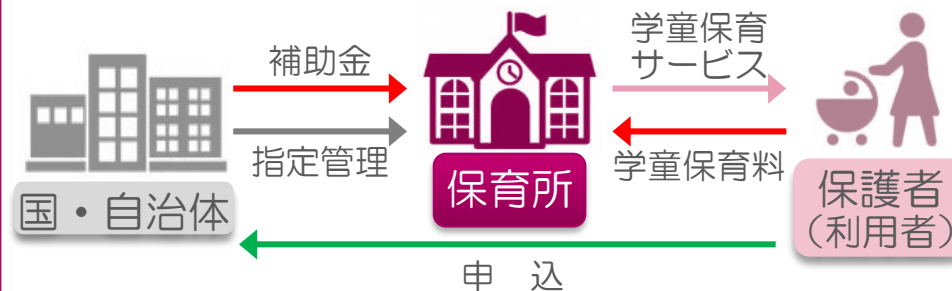 補助金
指定管理
国・自治体
保育所
学童保育
サービス
学童保育料
保護者
（利用者）
申　込